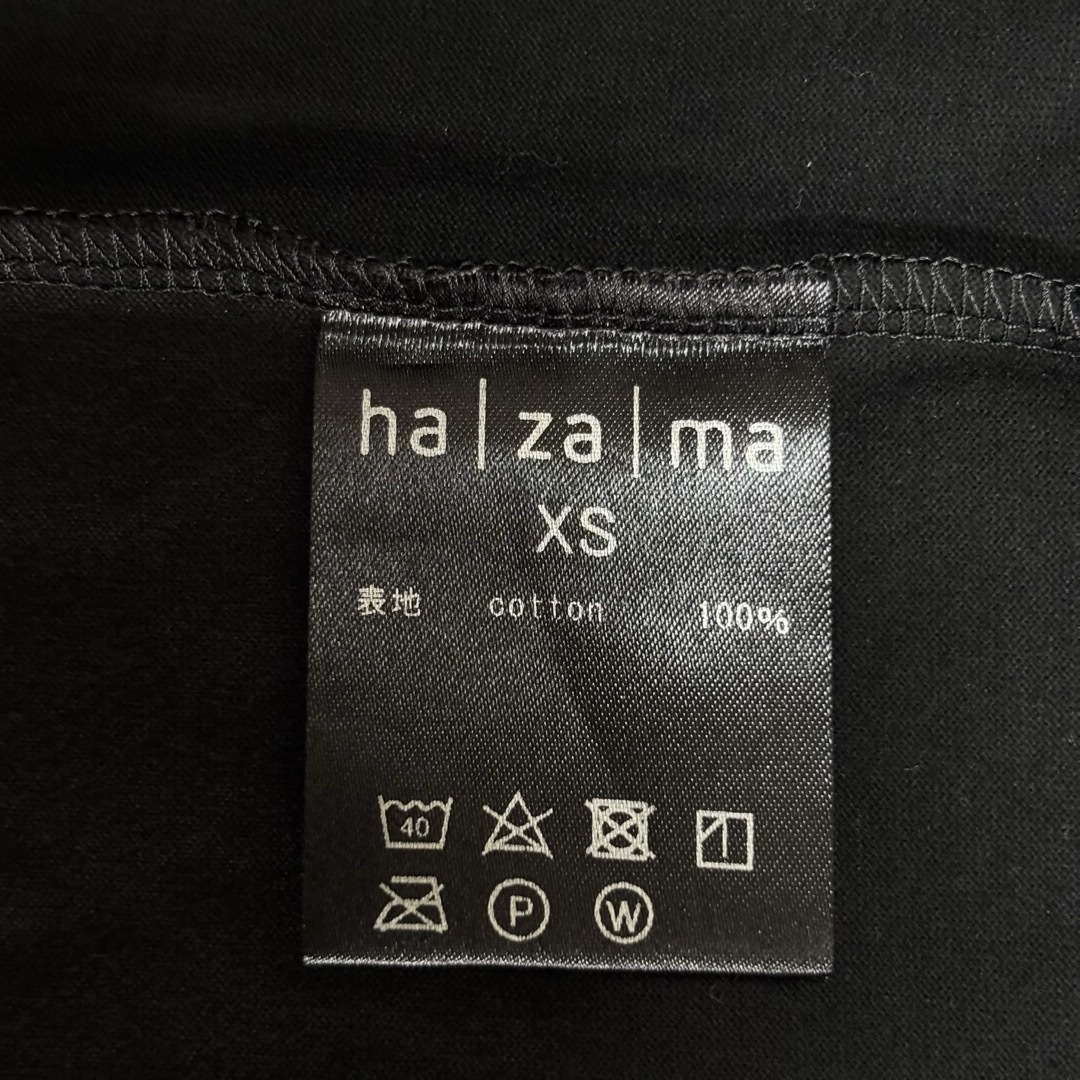 ha|za|ma
XS
表地 cotton 100%
40
P W